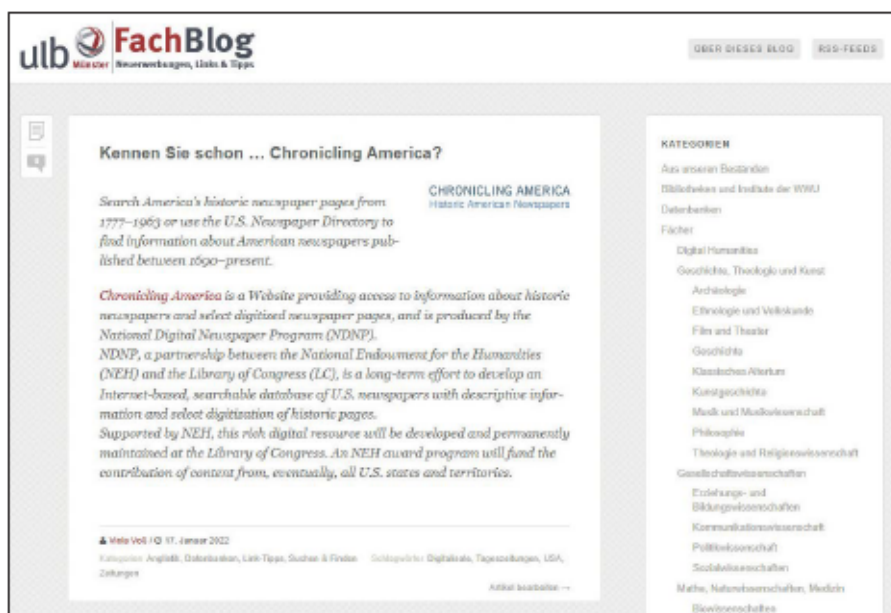 ulb Münster FachBlog
Neuerwerbungen, Links & Tipps
ÜBER DIESES BLOG RSS-FEEDS
Kennen Sie schon … Chronicling America?
CHRONICLING AMERICA
Historic American Newspapers
Search America's historic newspaper pages from
1777–1963 or use the U.S. Newspaper Directory to
find information about American newspapers pub-
lished between 1690–present.
Chronicling America is a Website providing access to information about historic
newspapers and select digitized newspaper pages, and is produced by the
National Digital Newspaper Program (NDNP).
NDNP, a partnership between the National Endowment for the Humanities
(NEH) and the Library of Congress (LC), is a long-term effort to develop an
Internet-based, searchable database of U.S. newspapers with descriptive infor-
mation and select digitization of historic pages.
Supported by NEH, this rich digital resource will be developed and permanently
maintained at the Library of Congress. An NEH award program will fund the
contribution of content from, eventually, all U.S. states and territories.
Viola Voß / 17. Januar 2022
Kategorien Anglistik, Datenbanken, Link-Tipps, Suchen & Finden Schlagwörter Digitalisate, Tageszeitungen, USA,
Zeitungen
Artikel bearbeiten →
KATEGORIEN
Aus unseren Beständen
Bibliotheken und Institute der WWU
Datenbanken
Fächer
Digital Humanities
Geschichte, Theologie und Kunst
Archäologie
Ethnologie und Volkskunde
Film und Theater
Geschichte
Klassisches Altertum
Kunstgeschichte
Musik und Musikwissenschaft
Philosophie
Theologie und Religionswissenschaft
Gesellschaftswissenschaften
Erziehungs- und
Bildungswissenschaften
Kommunikationswissenschaft
Politikwissenschaft
Sozialwissenschaften
Mathe, Naturwissenschaften, Medizin
Biowissenschaften